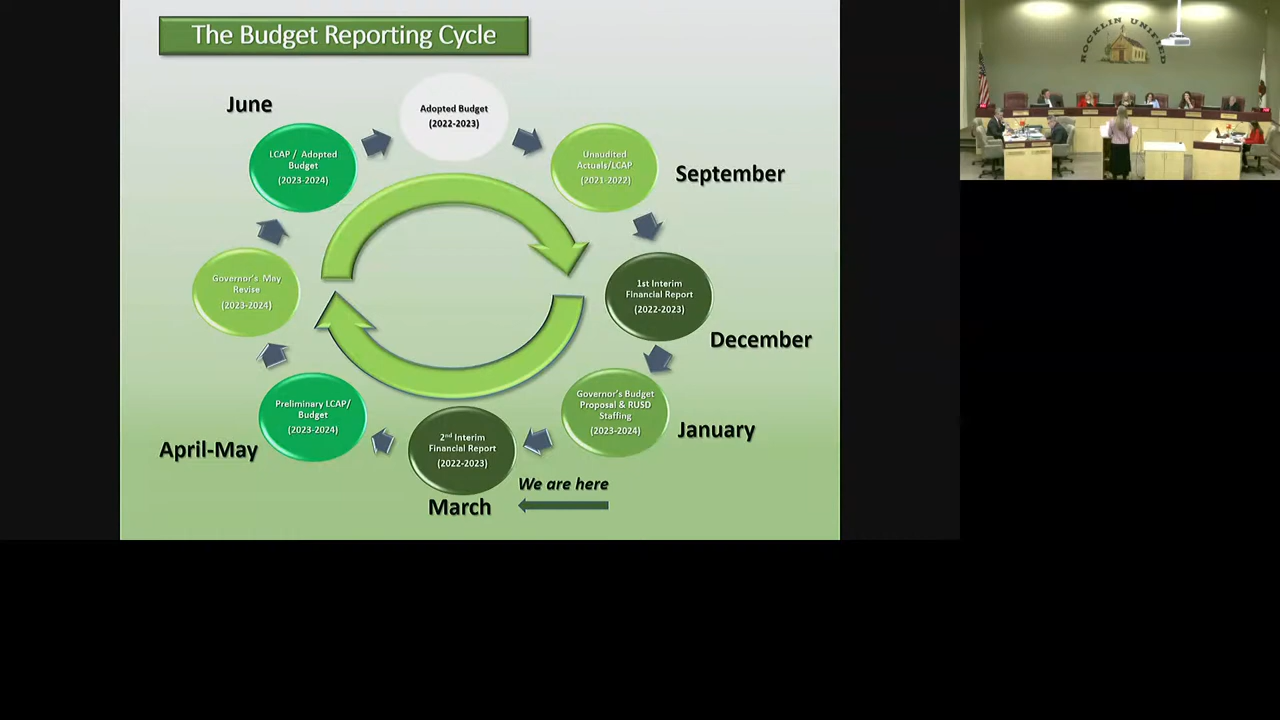 The Budget Reporting Cycle
June
Adopted Budget
(2022-2023)
LCAP / Adopted
Budget
(2023-2024)
Unaudited
Actuals/LCAP
(2021-2022)
September
Governor's May
Revise
(2023-2024)
1st Interim
Financial Report
(2022-2023)
December
Preliminary LCAP/
Budget
(2023-2024)
April-May
2nd Interim
Financial Report
(2022-2023)
March
Governor's Budget
Proposal & RUSD
Staffing
(2023-2024)
January
We are here
ROCKLIN UNIFIED